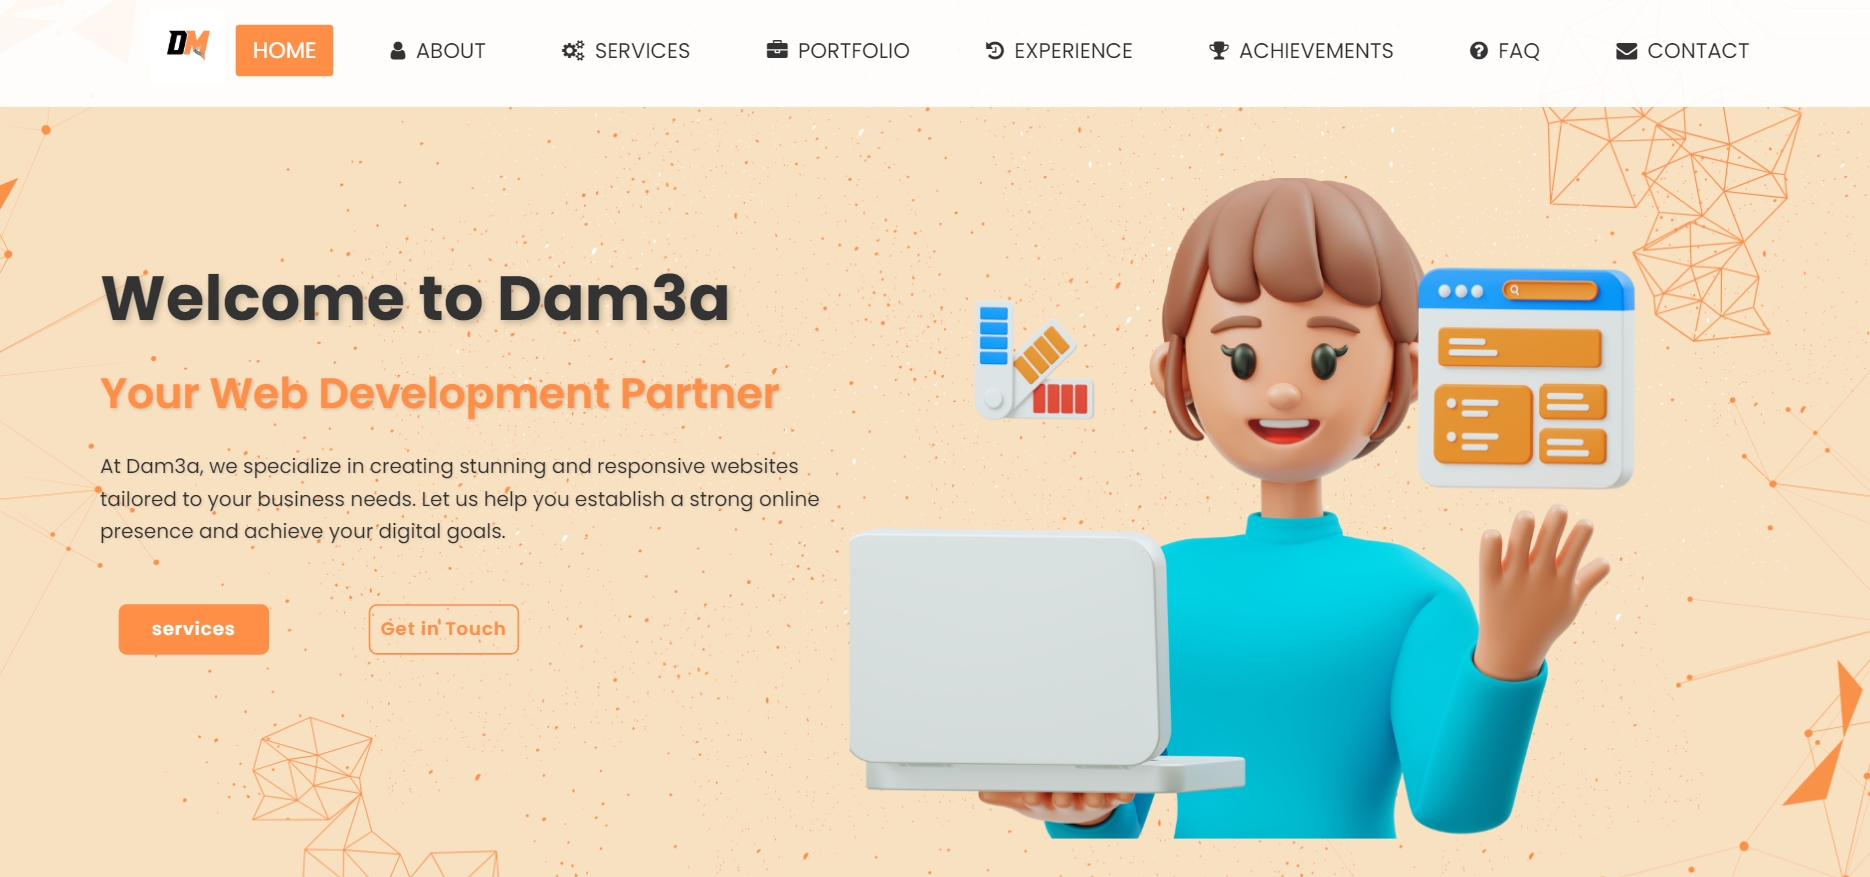 DM
HOME
ABOUT
SERVICES
PORTFOLIO
EXPERIENCE
ACHIEVEMENTS
FAQ
CONTACT
Welcome to Dam3a
Your Web Development Partner
At Dam3a, we specialize in creating stunning and responsive websites
tailored to your business needs. Let us help you establish a strong online
presence and achieve your digital goals.
services
Get in Touch